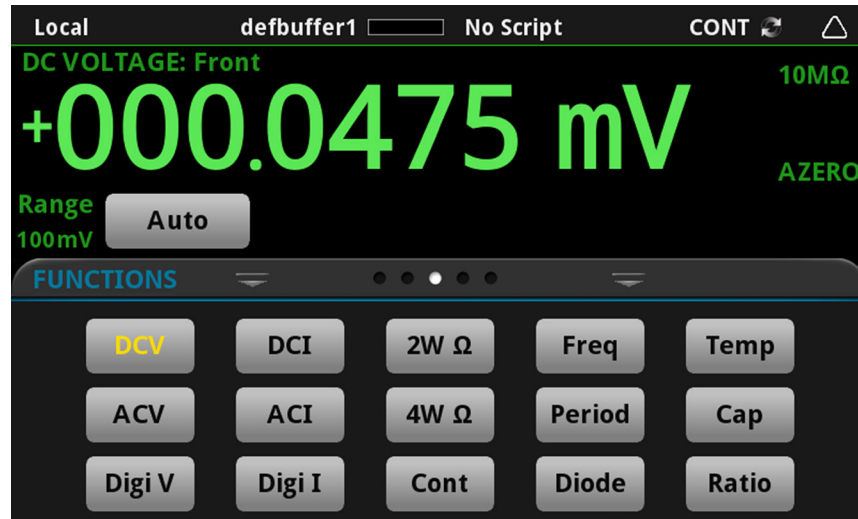 Local defbuffer1 No Script CONT
DC VOLTAGE: Front
10MΩ
+000.0475 mV
AZERO
Range
100mV
Auto
FUNCTIONS
DCV DCI 2W Ω Freq Temp
ACV ACI 4W Ω Period Cap
Digi V Digi I Cont Diode Ratio